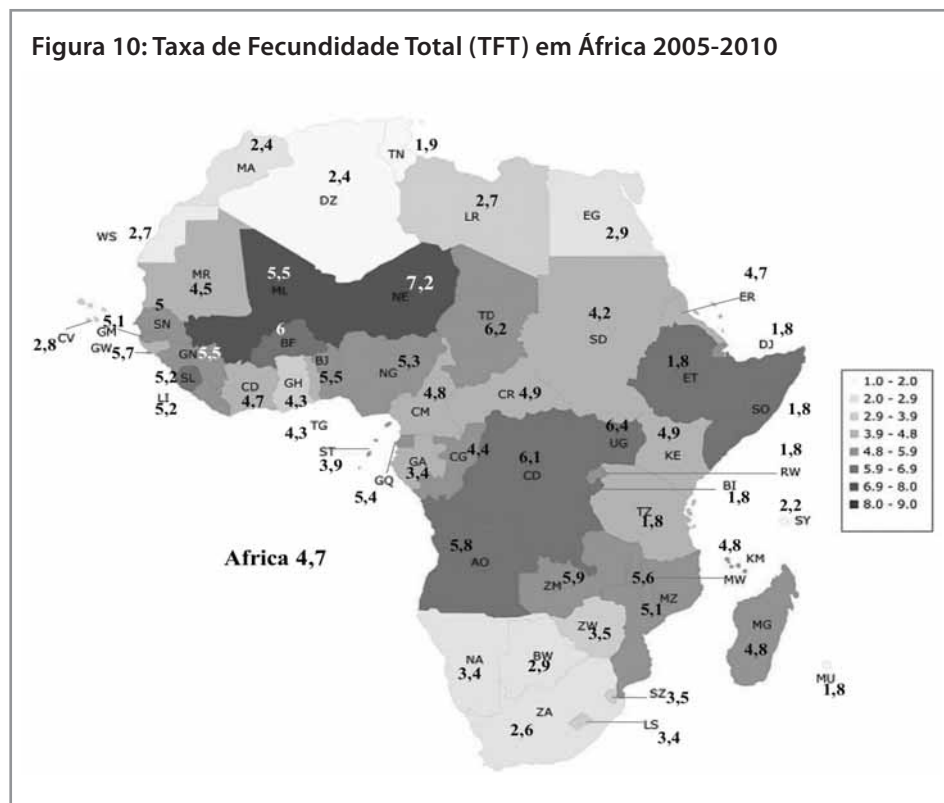 Figura 10: Taxa de Fecundidade Total (TFT) em África 2005-2010
2,4
MA
TN
1,9
2,4
DZ
2,7
LR
EG
2,9
WS
2,7
MR
4,5
5,5
ML
7,2
NE
TD
6,2
4,2
SD
4,7
ER
1,8
DJ
5
SN
5,1
GM
CV
2,8
GW
5,7
GN
5,5
6
BF
BJ
5,5
5,3
NG
5,2
SL
LI
5,2
CD
4,7
GH
4,3
TG
4,3
4,8
CM
CR
4,9
1,8
ET
SO
1,8
ST
3,9
GQ
5,4
GA
3,4
CG
4,4
6,1
CD
6,4
UG
4,9
KE
1,8
RW
BI
1,8
TZ
1,8
2,2
SY
1.0 - 2.0
2.0 - 2.9
2.9 - 3.9
3.9 - 4.8
4.8 - 5.9
5.9 - 6.9
6.9 - 8.0
8.0 - 9.0
Africa 4,7
5,8
AO
ZM
5,9
5,6
MW
4,8
KM
MZ
5,1
MG
4,8
MU
1,8
ZW
3,5
NA
3,4
BW
2,9
SZ
3,5
ZA
2,6
LS
3,4